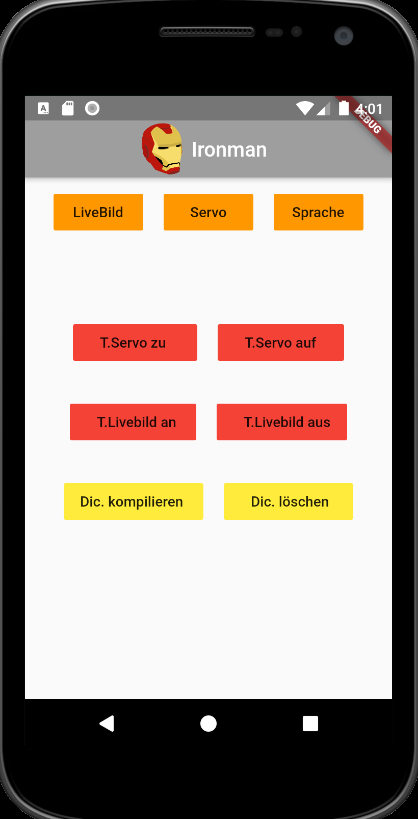 A 4:01
DEBUG
Ironman
LiveBild Servo Sprache
T.Servo zu T.Servo auf
T.Livebild an T.Livebild aus
Dic. kompilieren Dic. löschen